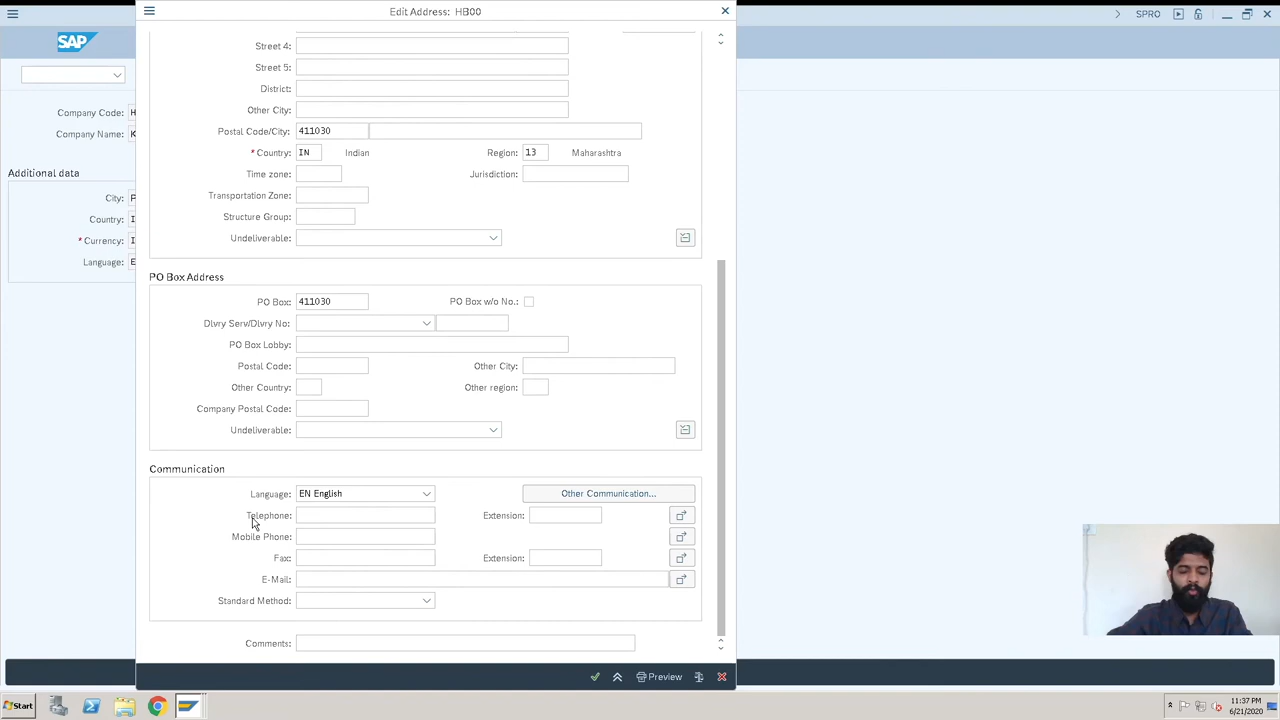 Edit Address: HB00
SPRO
SAP
Company Code: H
Company Name: K
Additional data
City: P
Country: I
* Currency: I
Language: E
Street 4:
Street 5:
District:
Other City:
Postal Code/City: 411030
* Country: IN Indian Region: 13 Maharashtra
Time zone: Jurisdiction:
Transportation Zone:
Structure Group:
Undeliverable:
PO Box Address
PO Box: 411030 PO Box w/o No.:
Dlvry Serv/Dlvry No:
PO Box Lobby:
Postal Code: Other City:
Other Country: Other region:
Company Postal Code:
Undeliverable:
Communication
Language: EN English Other Communication...
Telephone: Extension:
Mobile Phone:
Fax: Extension:
E-Mail:
Standard Method:
Comments:
Preview
Start
11:37 PM
6/21/2020